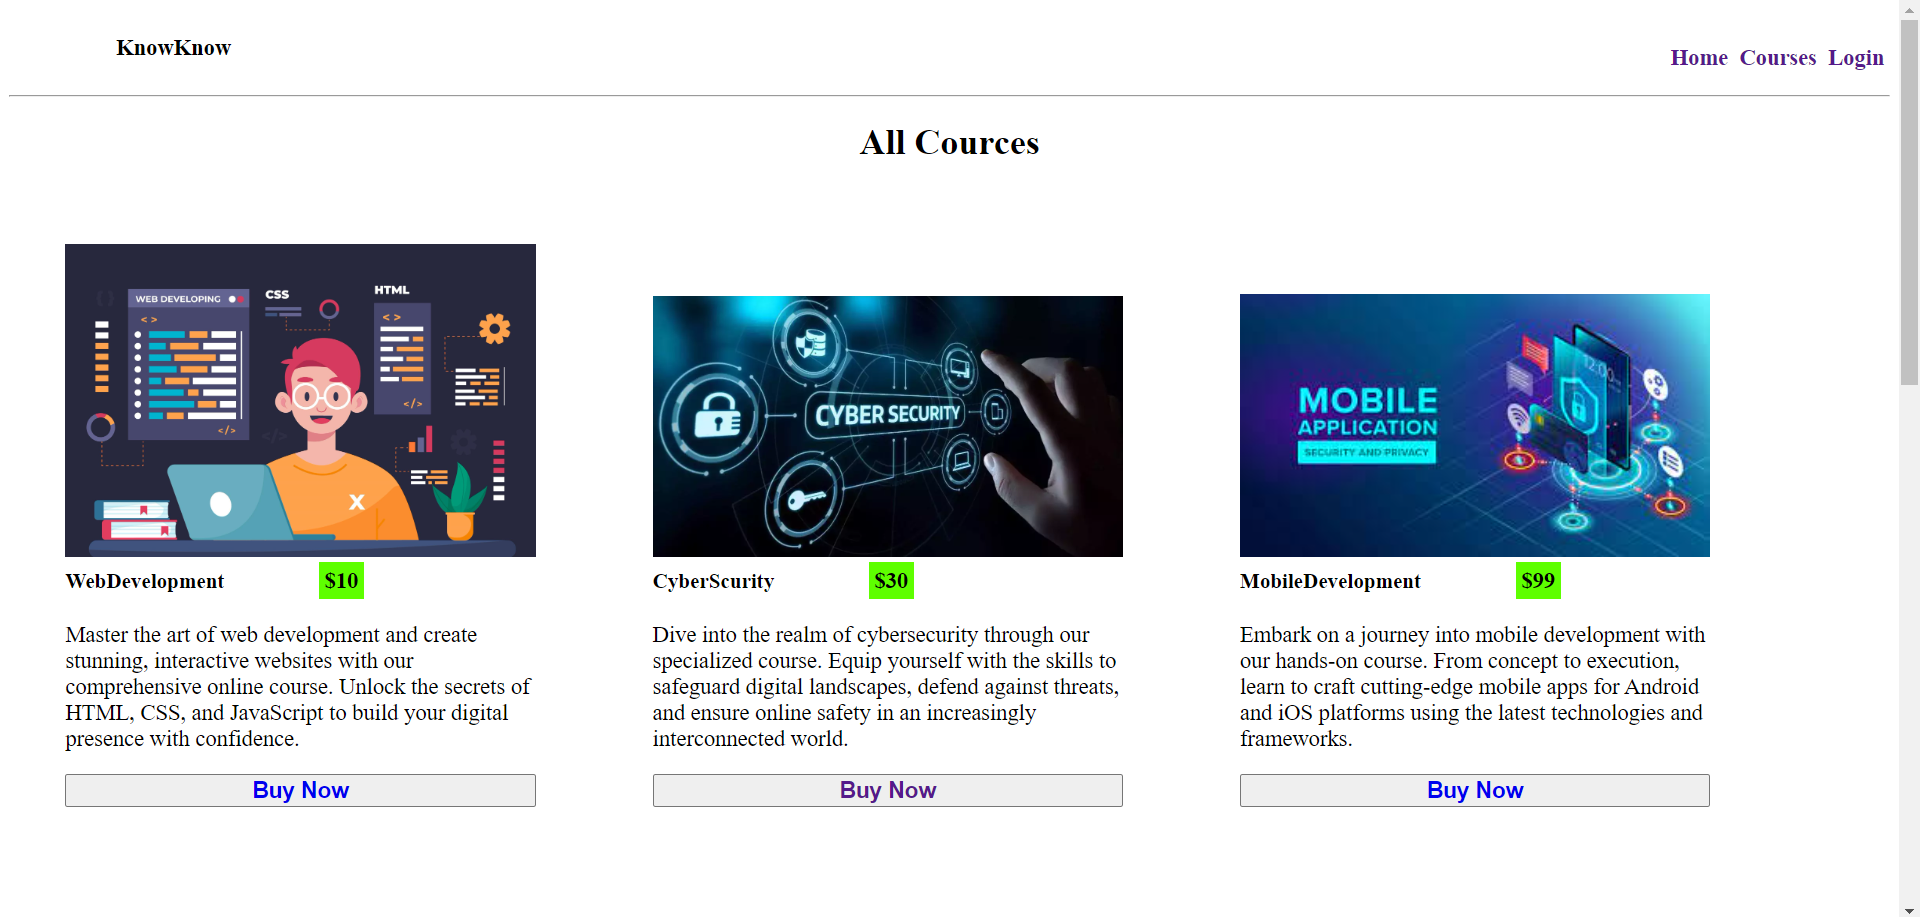 KnowKnow
Home Courses Login
All Cources
WEB DEVELOPING
CSS
HTML
< >
< >
</>
</>
</>
X
CYBER SECURITY
MOBILE
APPLICATION
SECURITY AND PRIVACY
12:00
WebDevelopment $10
Master the art of web development and create
stunning, interactive websites with our
comprehensive online course. Unlock the secrets of
HTML, CSS, and JavaScript to build your digital
presence with confidence.
Buy Now
CyberScurity $30
Dive into the realm of cybersecurity through our
specialized course. Equip yourself with the skills to
safeguard digital landscapes, defend against threats,
and ensure online safety in an increasingly
interconnected world.
Buy Now
MobileDevelopment $99
Embark on a journey into mobile development with
our hands-on course. From concept to execution,
learn to craft cutting-edge mobile apps for Android
and iOS platforms using the latest technologies and
frameworks.
Buy Now